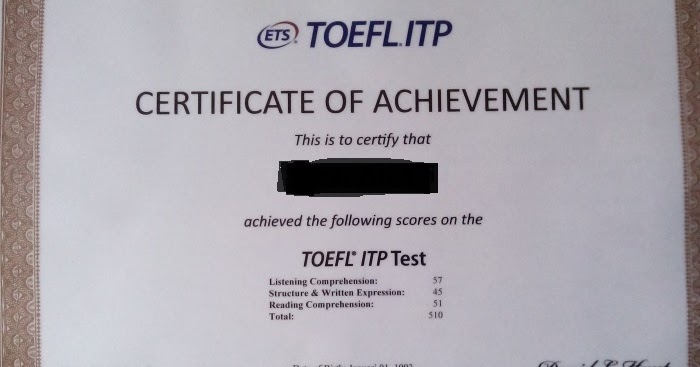 ETS TOEFL ITP
CERTIFICATE OF ACHIEVEMENT
This is to certify that
achieved the following scores on the
TOEFL® ITP Test
Listening Comprehension: 57
Structure & Written Expression: 45
Reading Comprehension: 51
Total: 510